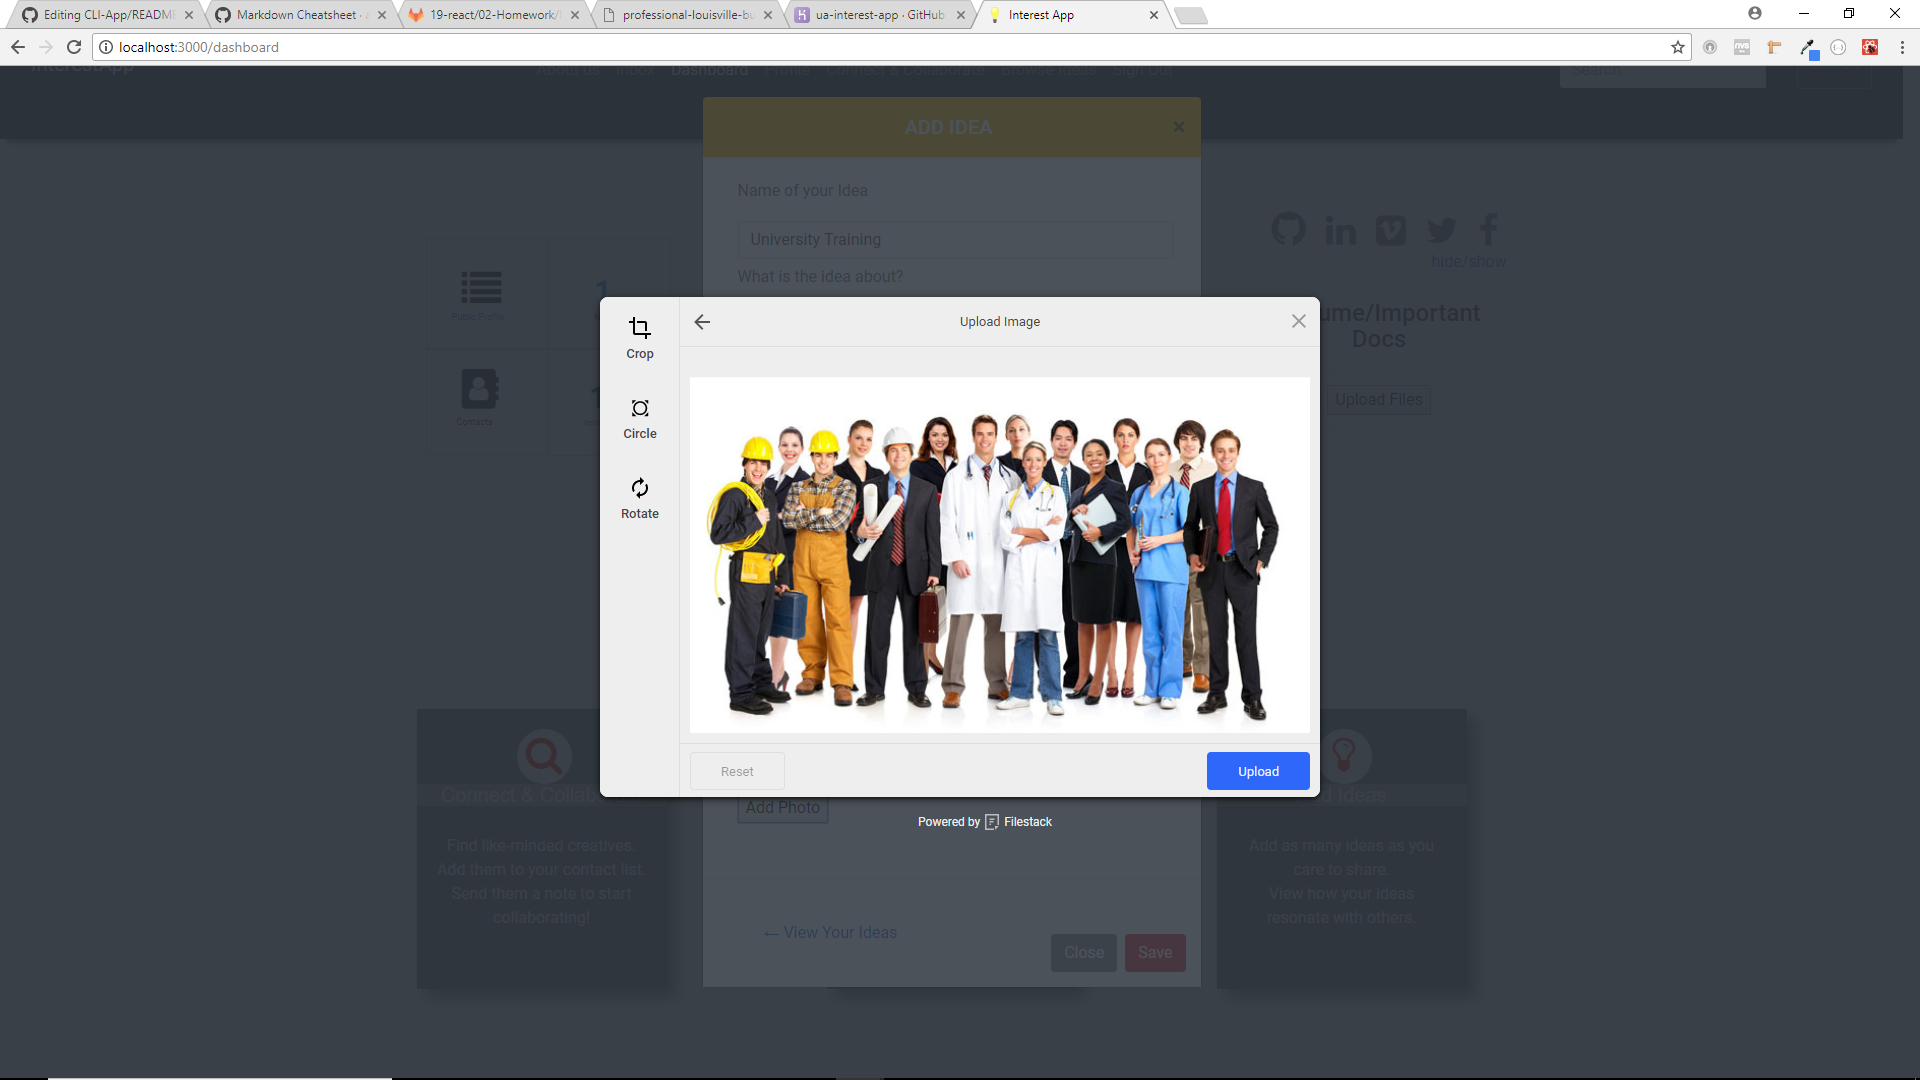 Editing CLI-App/README
Markdown Cheatsheet ·
19-react/02-Homework/
professional-louisville-bu
ua-interest-app · GitHub
Interest App
localhost:3000/dashboard
InterestApp
About us Inbox Dashboard Profile Connect & Collaborate Browse Ideas Sign Out
Search
ADD IDEA
Name of your Idea
University Training
What is the idea about?
hide/show
Public Profile
1
ume/Important
Docs
Upload Files
Contacts
1
Upload Image
Crop
Circle
Rotate
Reset
Upload
Add Photo
Powered by Filestack
Connect & Collab
Find like-minded creatives.
Add them to your contact list.
Send them a note to start
collaborating!
d Ideas
Add as many ideas as you
care to share.
View how your ideas
resonate with others.
← View Your Ideas
Close
Save